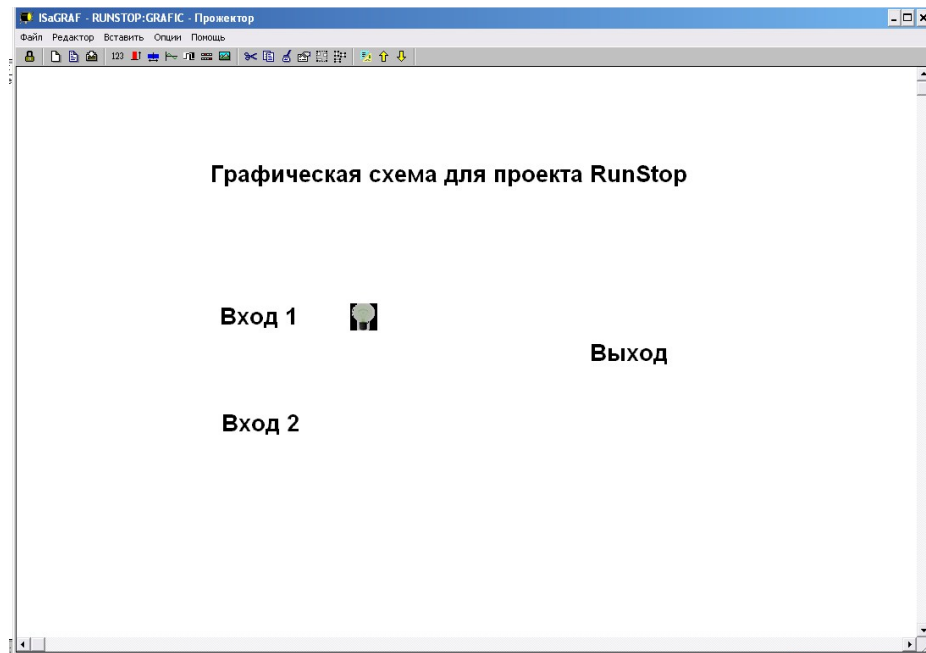 ISaGRAF - RUNSTOP:GRAFIC - Прожектор
Файл Редактор Вставить Опции Помощь
123
Графическая схема для проекта RunStop
Вход 1
Выход
Вход 2